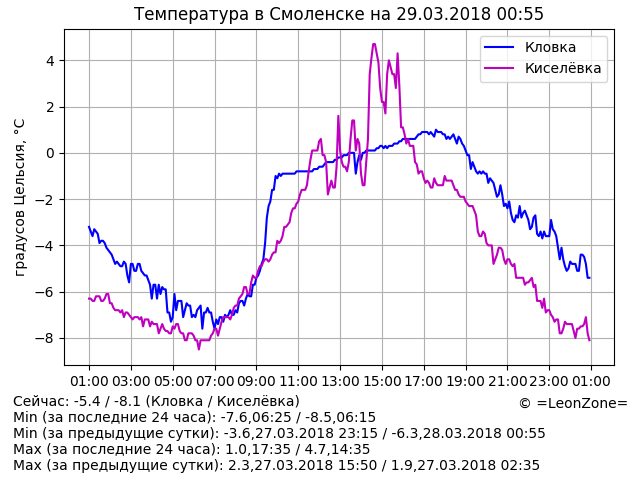 Температура в Смоленске на 29.03.2018 00:55
градусов Цельсия, °С
4
2
0
−2
−4
−6
−8
Кловка
Киселёвка
01:00 03:00 05:00 07:00 09:00 11:00 13:00 15:00 17:00 19:00 21:00 23:00 01:00
Сейчас: -5.4 / -8.1 (Кловка / Киселёвка)
© =LeonZone=
Min (за последние 24 часа): -7.6,06:25 / -8.5,06:15
Min (за предыдущие сутки): -3.6,27.03.2018 23:15 / -6.3,28.03.2018 00:55
Max (за последние 24 часа): 1.0,17:35 / 4.7,14:35
Max (за предыдущие сутки): 2.3,27.03.2018 15:50 / 1.9,27.03.2018 02:35